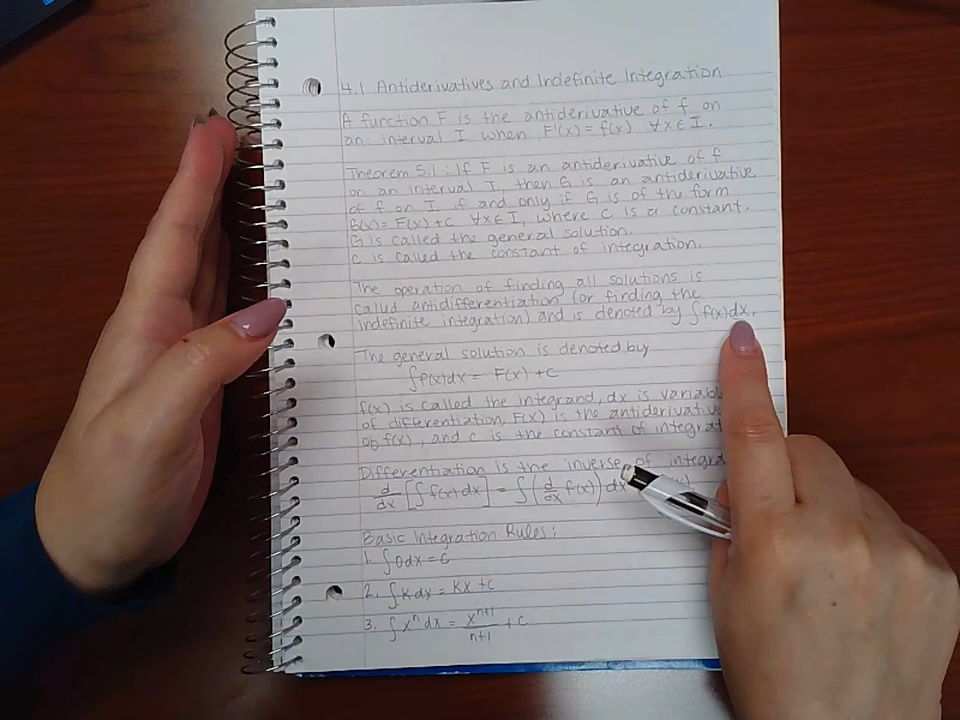 4.1 Antiderivatives and Indefinite Integration
A function F is the antiderivative of f on
an interval I when F'(x) = f(x) ∀x∈I.
Theorem 5.1: If F is an antiderivative of f
on an interval I, then G is an antiderivative
of f on I if and only if G is of the form
G(x) = F(x) + C ∀x∈I, where c is a constant.
G is called the general solution.
C is called the constant of integration.
The operation of finding all solutions is
called antidifferentiation (or finding the
indefinite integration) and is denoted by ∫f(x)dx.
The general solution is denoted by
∫f(x)dx = F(x) + C
f(x) is called the integrand, dx is
of differentiation, F(x) is the
of f(x), and c is the constant of
Differentiation is the inverse of
d/dx [∫f(x)dx] = ∫(d/dx f(x)) dx
Basic Integration Rules:
1. ∫0dx = C
2. ∫k dx = kx + C
3. ∫xⁿ dx = xⁿ⁺¹/n+1 + C